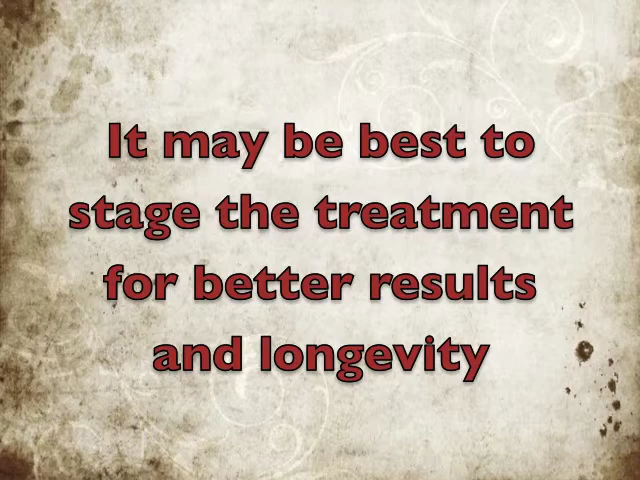 It may be best to
stage the treatment
for better results
and longevity